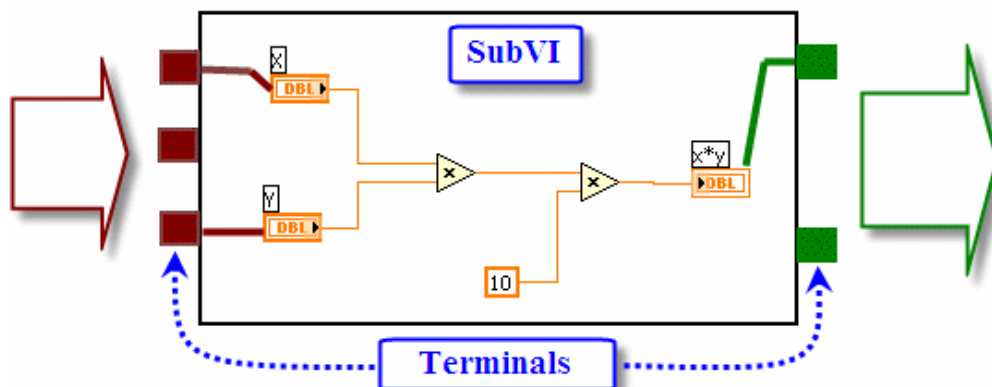 SubVI
X
DBL
x
x
x*y
DBL
Y
DBL
10
Terminals